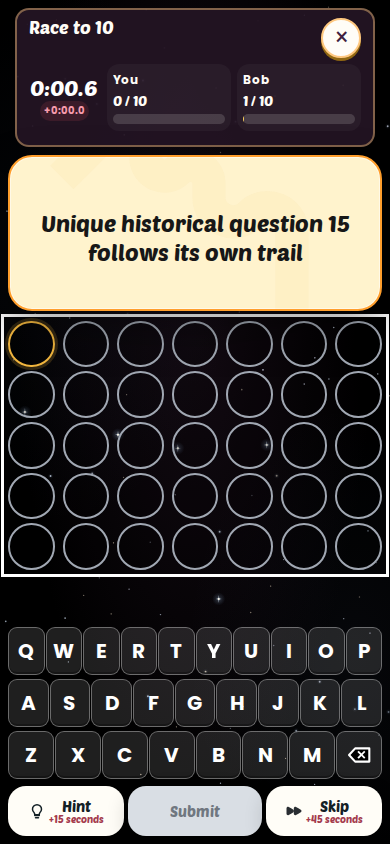 Race to 10
×
0:00.6
+0:00.0
You
0 / 10
Bob
1 / 10
Unique historical question 15
follows its own trail
Q W E R T Y U I O P
A S D F G H J K L
Z X C V B N M
Hint
+15 seconds
Submit
Skip
+45 seconds